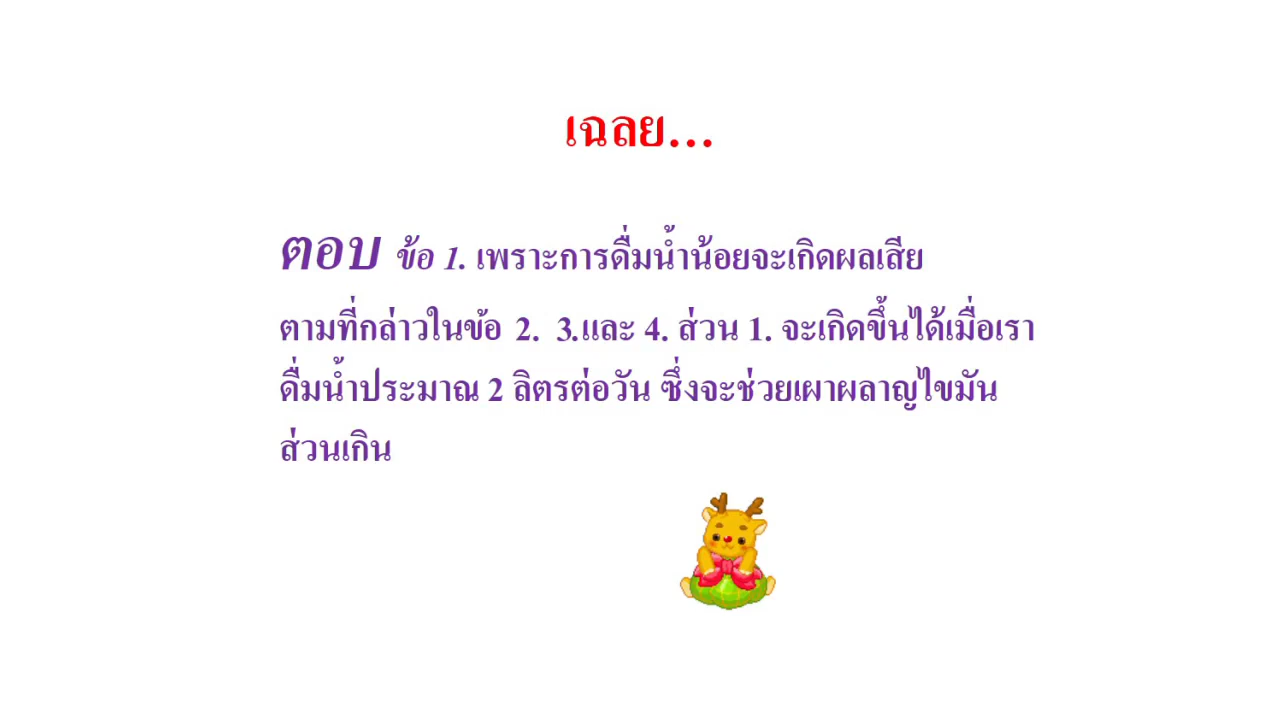 เฉลย...
ตอบ ข้อ 1. เพราะการดื่มน้ำน้อยจะเกิดผลเสีย
ตามที่กล่าวในข้อ 2. 3.และ 4. ส่วน 1. จะเกิดขึ้นได้เมื่อเรา
ดื่มน้ำประมาณ 2 ลิตรต่อวัน ซึ่งจะช่วยเผาผลาญไขมัน
ส่วนเกิน